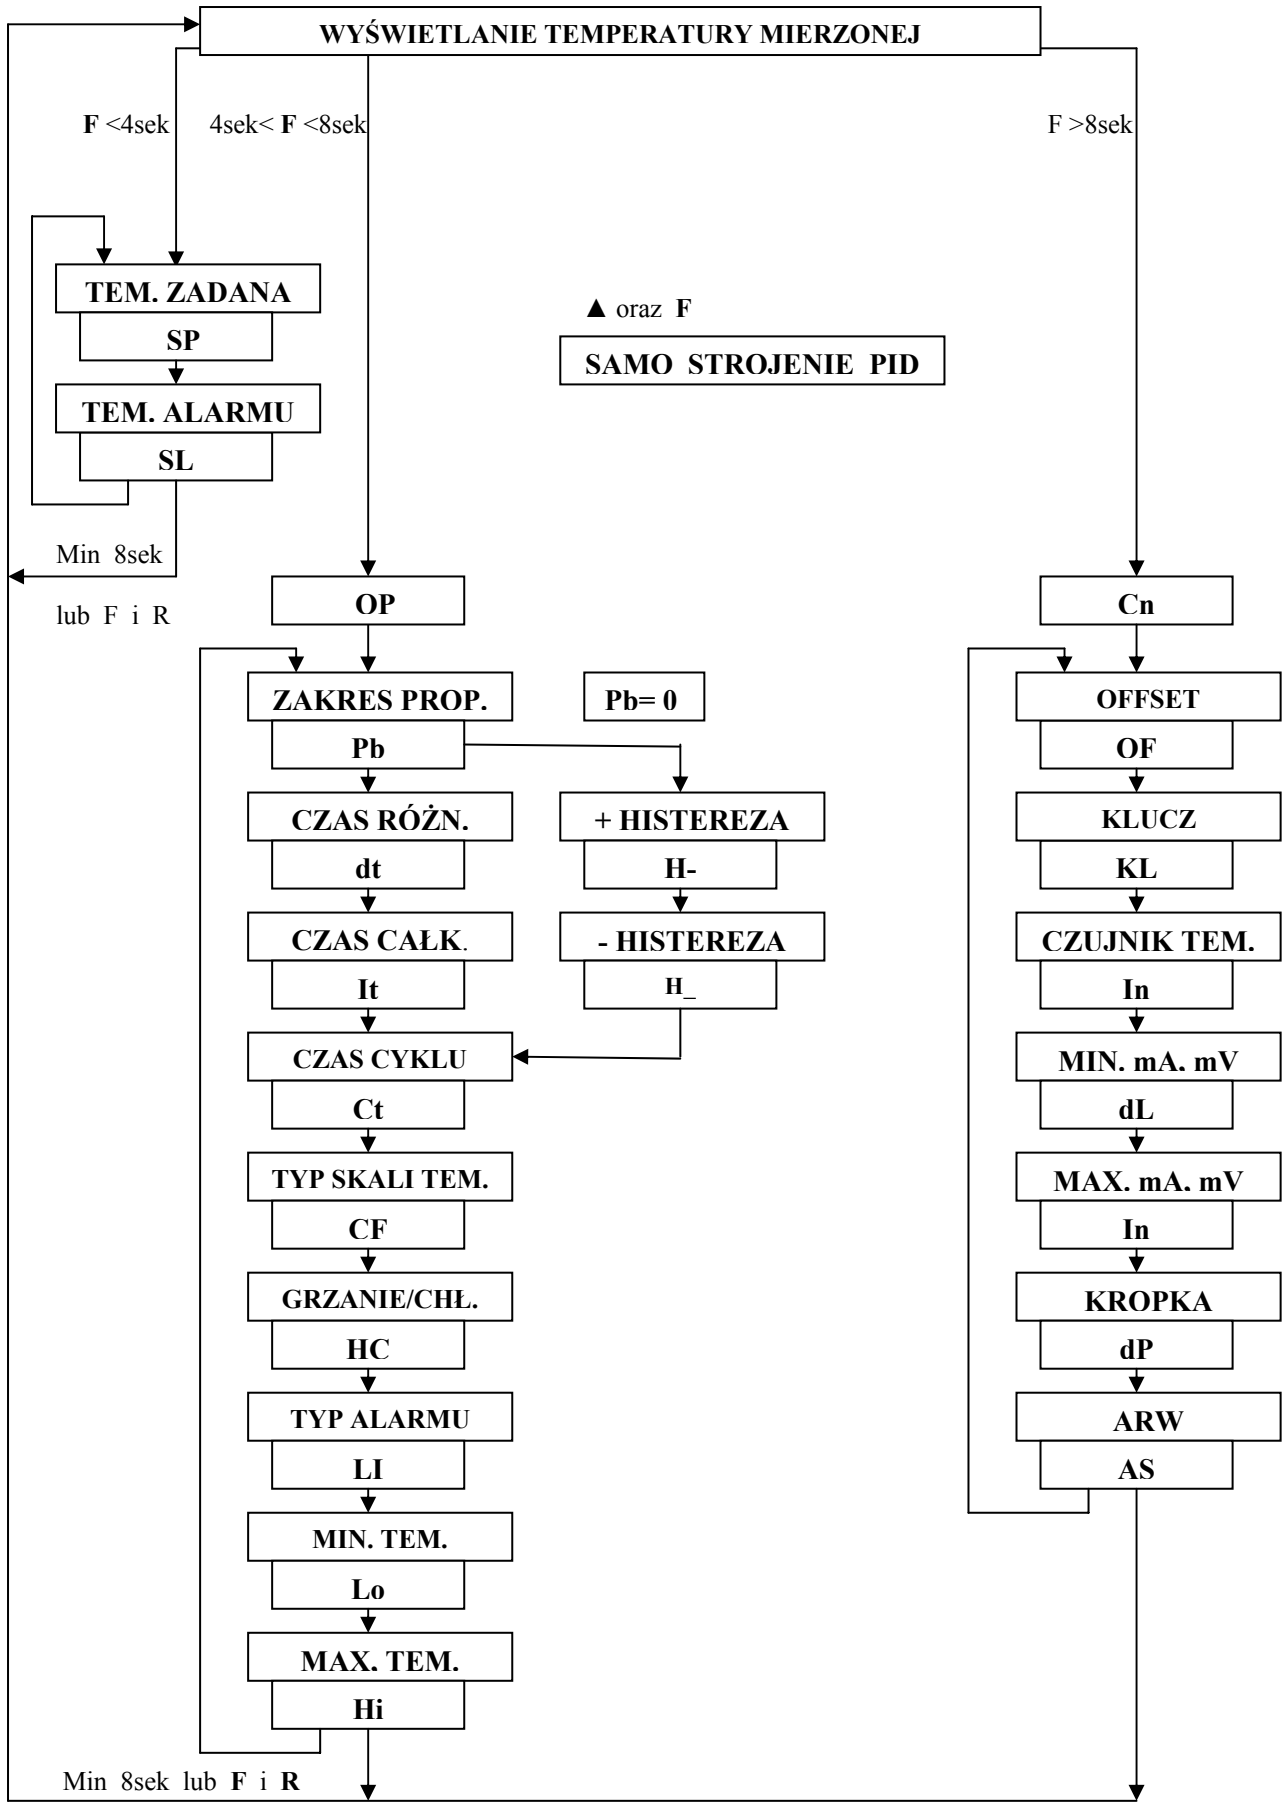 WYŚWIETLANIE TEMPERATURY MIERZONEJ
F <4sek
4sek< F <8sek
F >8sek
TEM. ZADANA
SP
TEM. ALARMU
SL
Min 8sek
lub F i R
▲ oraz F
SAMO STROJENIE PID
OP
ZAKRES PROP.
Pb
CZAS RÓŻN.
dt
CZAS CAŁK.
It
CZAS CYKLU
Ct
TYP SKALI TEM.
CF
GRZANIE/CHŁ.
HC
TYP ALARMU
LI
MIN. TEM.
Lo
MAX. TEM.
Hi
Pb= 0
+ HISTEREZA
H-
- HISTEREZA
H_
Cn
OFFSET
OF
KLUCZ
KL
CZUJNIK TEM.
In
MIN. mA. mV
dL
MAX. mA. mV
In
KROPKA
dP
ARW
AS
Min 8sek lub F i R